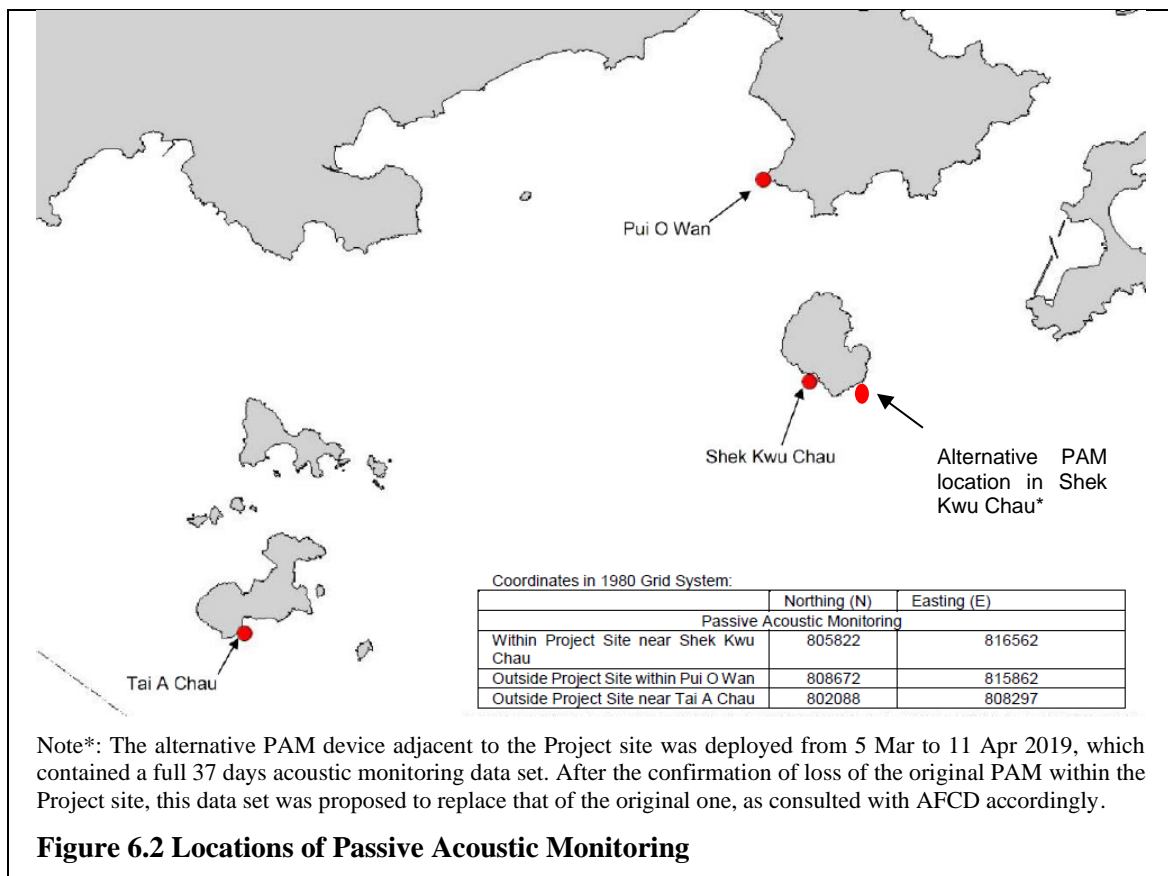 Pui O Wan
Shek Kwu Chau
Alternative PAM
location in Shek
Kwu Chau*
Tai A Chau
Coordinates in 1980 Grid System:
Northing (N) Easting (E)
Passive Acoustic Monitoring
Within Project Site near Shek Kwu Chau 805822 816562
Outside Project Site within Pui O Wan 808672 815862
Outside Project Site near Tai A Chau 802088 808297
Note*: The alternative PAM device adjacent to the Project site was deployed from 5 Mar to 11 Apr 2019, which
contained a full 37 days acoustic monitoring data set. After the confirmation of loss of the original PAM within the
Project site, this data set was proposed to replace that of the original one, as consulted with AFCD accordingly.
Figure 6.2 Locations of Passive Acoustic Monitoring